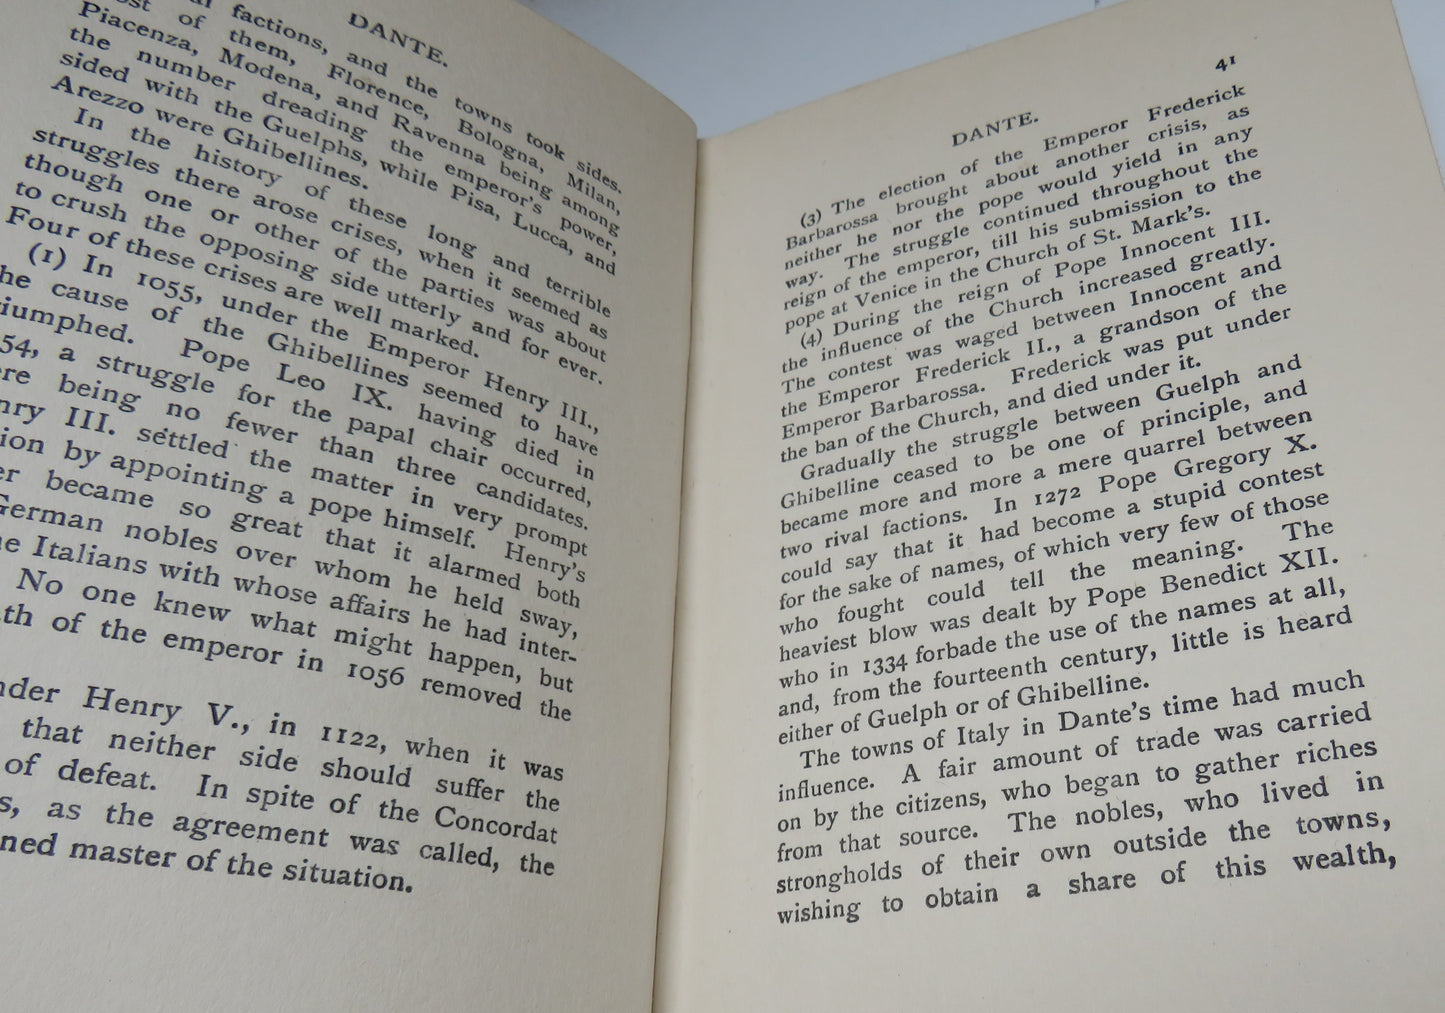 DANTE.
factions, and the towns took sides.
of them, Florence, Bologna, Milan,
Piacenza, Modena, and Ravenna being among
the number dreading the emperor's power,
sided with the Guelphs, while Pisa, Lucca, and
Arezzo were Ghibellines.
In the history of these long and terrible
struggles there arose crises, when it seemed as
though one or other of the parties was about
to crush the opposing side utterly and for ever.
Four of these crises are well marked.
(1) In 1055, under the Emperor Henry III.,
he cause of the Ghibellines seemed to have
iumphed. Pope Leo IX. having died in
54, a struggle for the papal chair occurred,
re being no fewer than three candidates.
nry III. settled the matter in very prompt
ion by appointing a pope himself. Henry's
er became so great that it alarmed both
German nobles over whom he held sway,
e Italians with whose affairs he had inter-
No one knew what might happen, but
th of the emperor in 1056 removed the
nder Henry V., in 1122, when it was
that neither side should suffer the
of defeat. In spite of the Concordat
s, as the agreement was called, the
ned master of the situation.
DANTE. 41
(3) The election of the Emperor Frederick
Barbarossa brought about another crisis, as
neither he nor the pope would yield in any
way. The struggle continued throughout the
reign of the emperor, till his submission to the
pope at Venice in the Church of St. Mark's.
(4) During the reign of Pope Innocent III.
the influence of the Church increased greatly.
The contest was waged between Innocent and
the Emperor Frederick II., a grandson of the
Emperor Barbarossa. Frederick was put under
the ban of the Church, and died under it.
Gradually the struggle between Guelph and
Ghibelline ceased to be one of principle, and
became more and more a mere quarrel between
two rival factions. In 1272 Pope Gregory X.
could say that it had become a stupid contest
for the sake of names, of which very few of those
who fought could tell the meaning. The
heaviest blow was dealt by Pope Benedict XII.
who in 1334 forbade the use of the names at all,
and, from the fourteenth century, little is heard
either of Guelph or of Ghibelline.
The towns of Italy in Dante's time had much
influence. A fair amount of trade was carried
on by the citizens, who began to gather riches
from that source. The nobles, who lived in
strongholds of their own outside the towns,
wishing to obtain a share of this wealth,